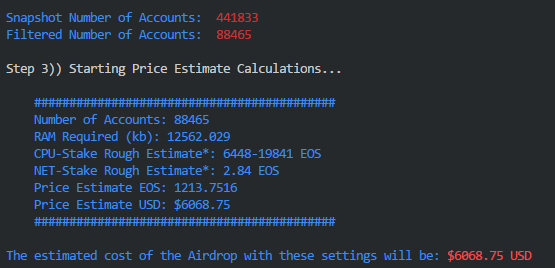 Snapshot Number of Accounts: 441833
Filtered Number of Accounts: 88465
Step 3)) Starting Price Estimate Calculations...
###########################################
Number of Accounts: 88465
RAM Required (kb): 12562.029
CPU-Stake Rough Estimate*: 6448-19841 EOS
NET-Stake Rough Estimate*: 2.84 EOS
Price Estimate EOS: 1213.7516
Price Estimate USD: $6068.75
###########################################
The estimated cost of the Airdrop with these settings will be: $6068.75 USD